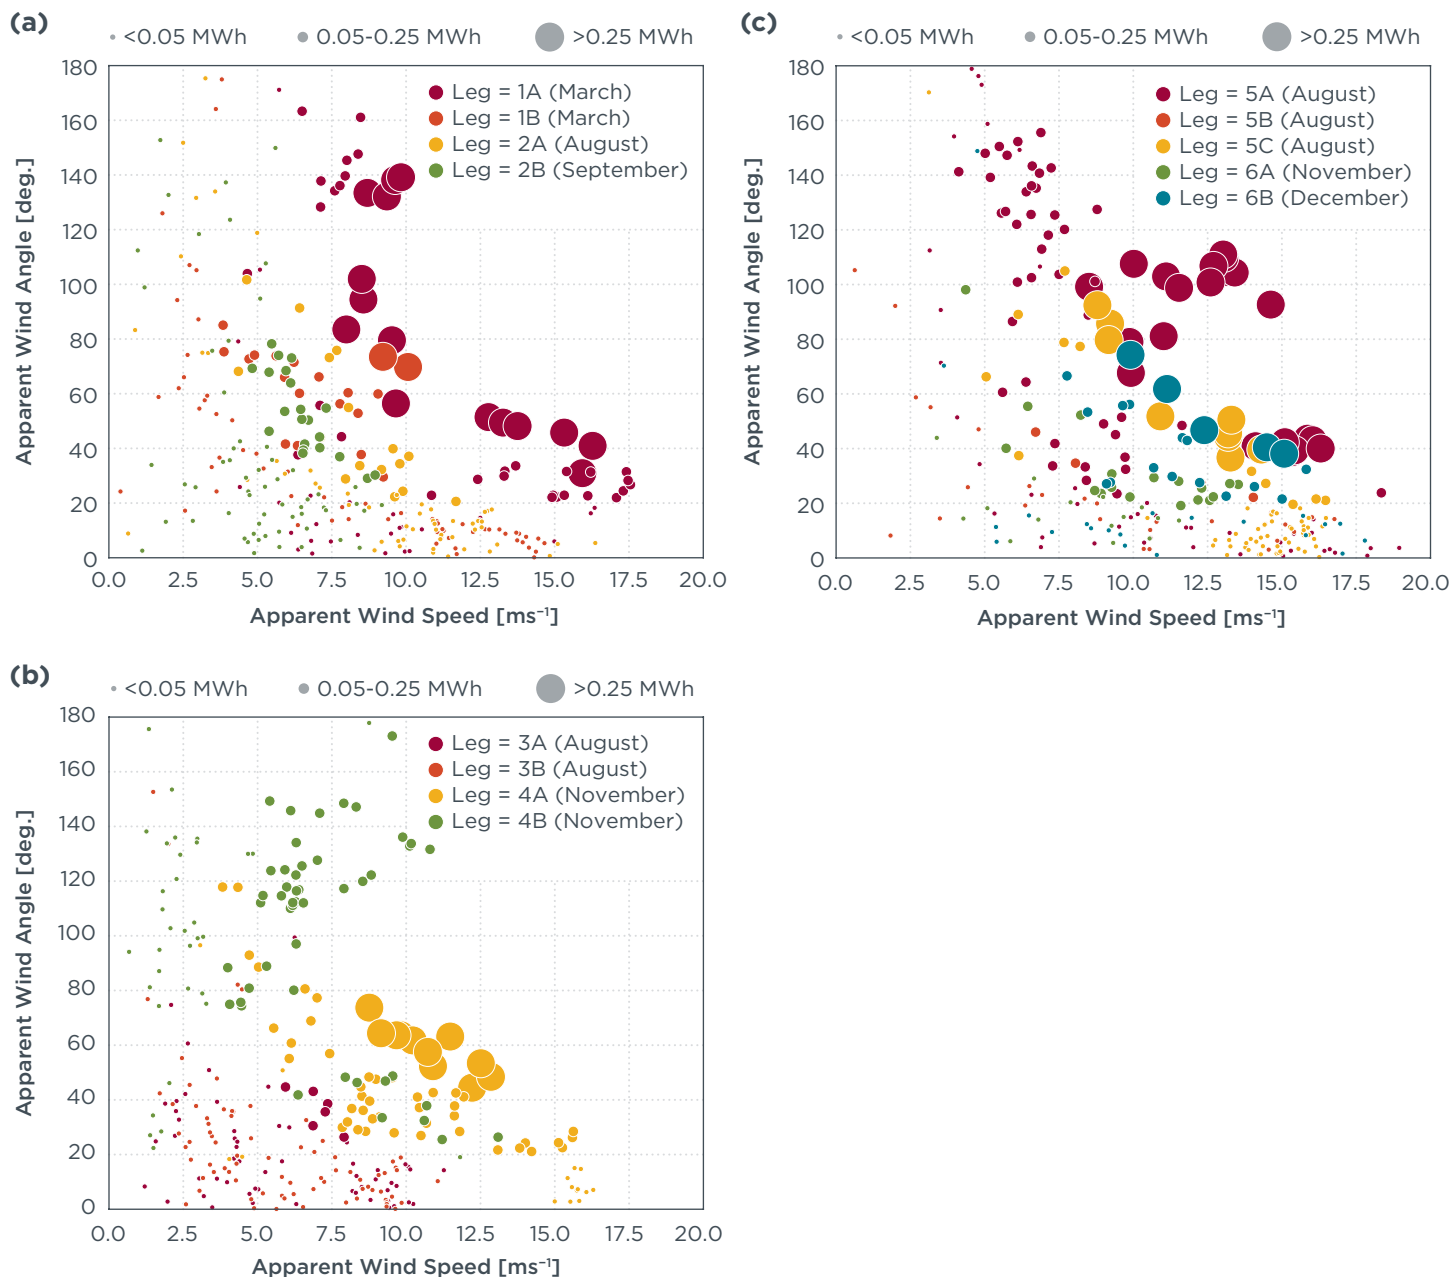 (a)
<0.05 MWh 0.05-0.25 MWh >0.25 MWh
180
160
140
120
100
80
60
40
20
0
Apparent Wind Angle [deg.]
Leg = 1A (March)
Leg = 1B (March)
Leg = 2A (August)
Leg = 2B (September)
0.0 2.5 5.0 7.5 10.0 12.5 15.0 17.5 20.0
Apparent Wind Speed [ms⁻¹]
(c)
<0.05 MWh 0.05-0.25 MWh >0.25 MWh
180
160
140
120
100
80
60
40
20
0
Apparent Wind Angle [deg.]
Leg = 5A (August)
Leg = 5B (August)
Leg = 5C (August)
Leg = 6A (November)
Leg = 6B (December)
0.0 2.5 5.0 7.5 10.0 12.5 15.0 17.5 20.0
Apparent Wind Speed [ms⁻¹]
(b)
<0.05 MWh 0.05-0.25 MWh >0.25 MWh
180
160
140
120
100
80
60
40
20
0
Apparent Wind Angle [deg.]
Leg = 3A (August)
Leg = 3B (August)
Leg = 4A (November)
Leg = 4B (November)
0.0 2.5 5.0 7.5 10.0 12.5 15.0 17.5 20.0
Apparent Wind Speed [ms⁻¹]